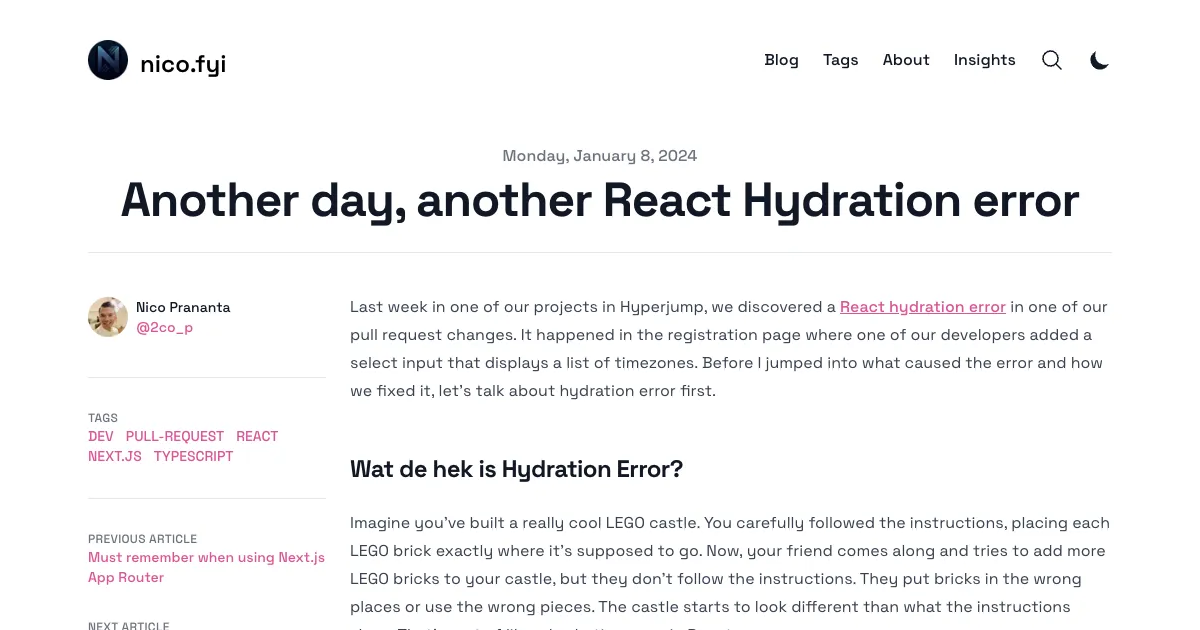 nico.fyi
Blog Tags About Insights
Monday, January 8, 2024
Another day, another React Hydration error
Nico Prananta
@2co_p
TAGS
DEV PULL-REQUEST REACT
NEXT.JS TYPESCRIPT
PREVIOUS ARTICLE
Must remember when using Next.js
App Router
NEXT ARTICLE
Last week in one of our projects in Hyperjump, we discovered a React hydration error in one of our
pull request changes. It happened in the registration page where one of our developers added a
select input that displays a list of timezones. Before I jumped into what caused the error and how
we fixed it, let's talk about hydration error first.
Wat de hek is Hydration Error?
Imagine you've built a really cool LEGO castle. You carefully followed the instructions, placing each
LEGO brick exactly where it's supposed to go. Now, your friend comes along and tries to add more
LEGO bricks to your castle, but they don't follow the instructions. They put bricks in the wrong
places or use the wrong pieces. The castle starts to look different than what the instructions